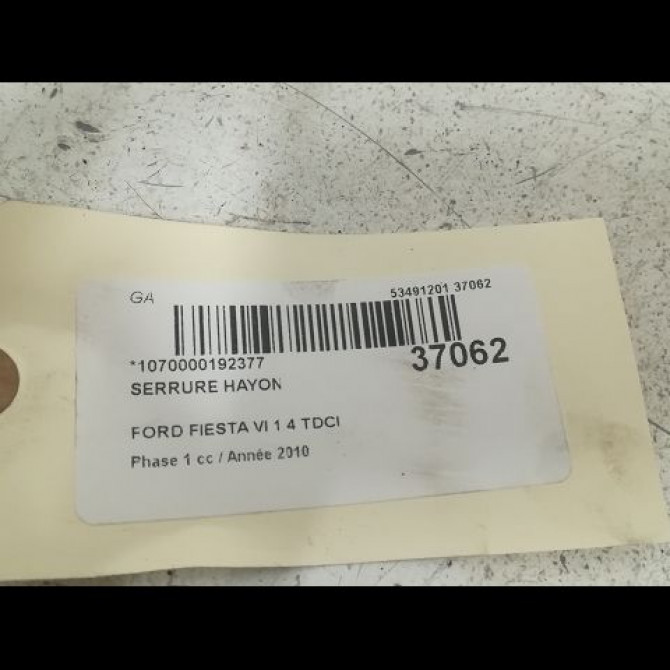 GA
53491201 37062
*1070000192377
37062
SERRURE HAYON
FORD FIESTA VI 1 4 TDCI
Phase 1 cc / Année 2010